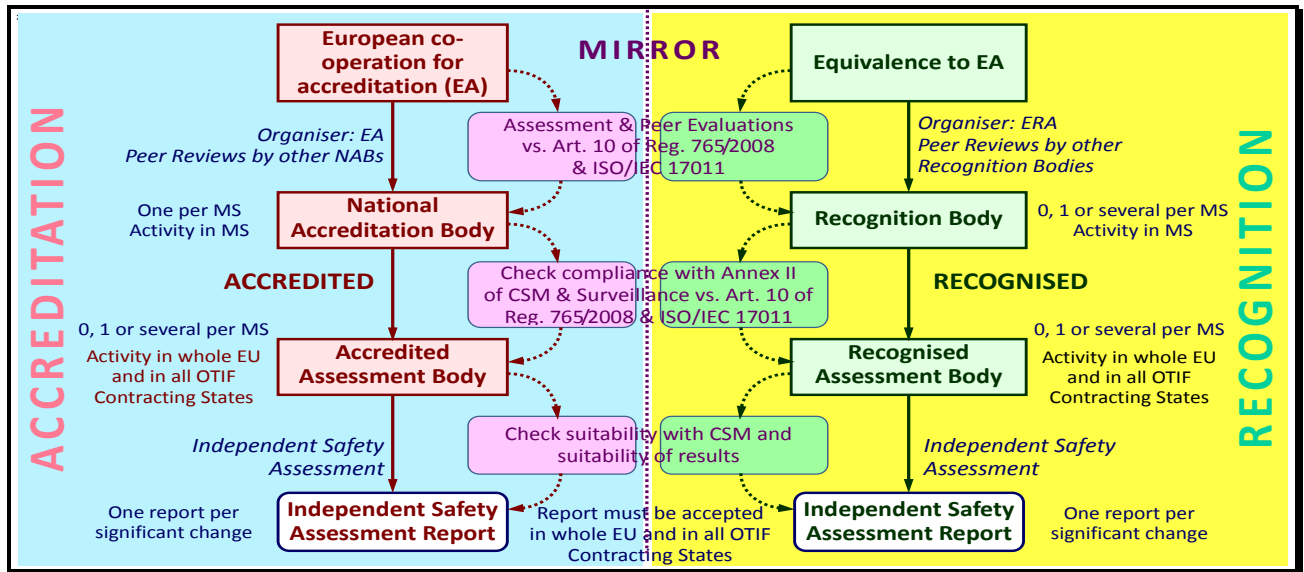 MIRROR
ACCREDITATION
European co-
operation for
accreditation (EA)
Organiser: EA
Peer Reviews by other NABs
One per MS
Activity in MS
National
Accreditation Body
ACCREDITED
0, 1 or several per MS
Activity in whole EU
and in all OTIF
Contracting States
Accredited
Assessment Body
Independent Safety
Assessment
One report per
significant change
Independent Safety
Assessment Report
Assessment & Peer Evaluations
vs. Art. 10 of Reg. 765/2008
& ISO/IEC 17011
Check compliance with Annex II
of CSM & Surveillance vs. Art. 10 of
Reg. 765/2008 & ISO/IEC 17011
Check suitability with CSM and
suitability of results
Report must be accepted
in whole EU and in all OTIF
Contracting States
Equivalence to EA
Organiser: ERA
Peer Reviews by other
Recognition Bodies
Recognition Body
0, 1 or several per MS
Activity in MS
RECOGNISED
0, 1 or several per MS
Recognised
Assessment Body
Activity in whole EU
and in all OTIF
Contracting States
Independent Safety
Assessment
Independent Safety
Assessment Report
One report per
significant change
RECOGNITION